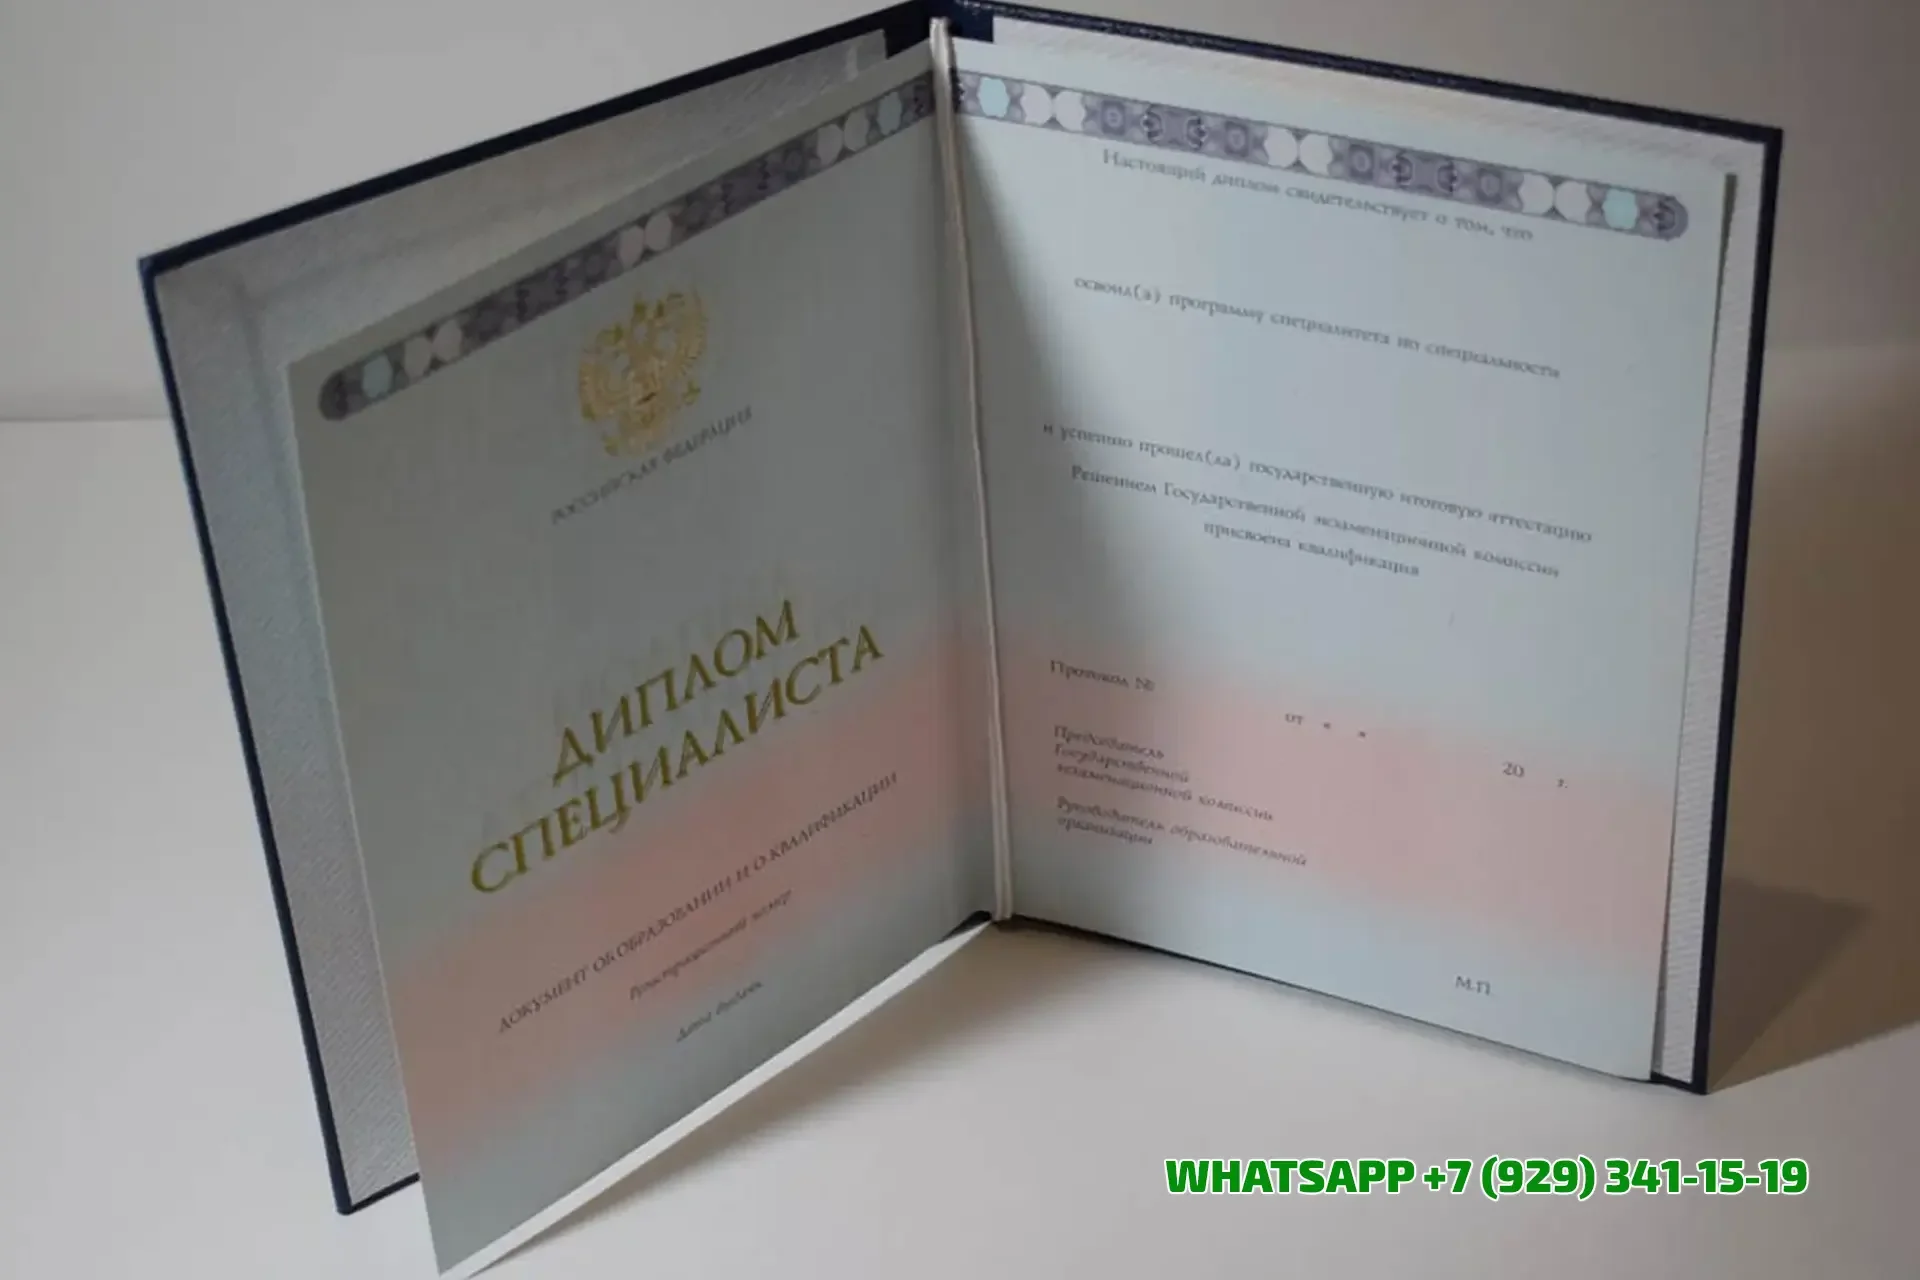 РОССИЙСКАЯ ФЕДЕРАЦИЯ
ДИПЛОМ
СПЕЦИАЛИСТА
ДОКУМЕНТ ОБ ОБРАЗОВАНИИ И О КВАЛИФИКАЦИИ
Регистрационный номер
Дата выдачи
Настоящий диплом свидетельствует о том, что
освоил(а) программу специалитета по специальности
и успешно прошел(ла) государственную итоговую аттестацию
Решением Государственной экзаменационной комиссии
присвоена квалификация
Протокол №
от « »
20 г.
Председатель
Государственной
экзаменационной комиссии
Руководитель образовательной
организации
М.П.
WHATSAPP +7 (929) 341-15-19